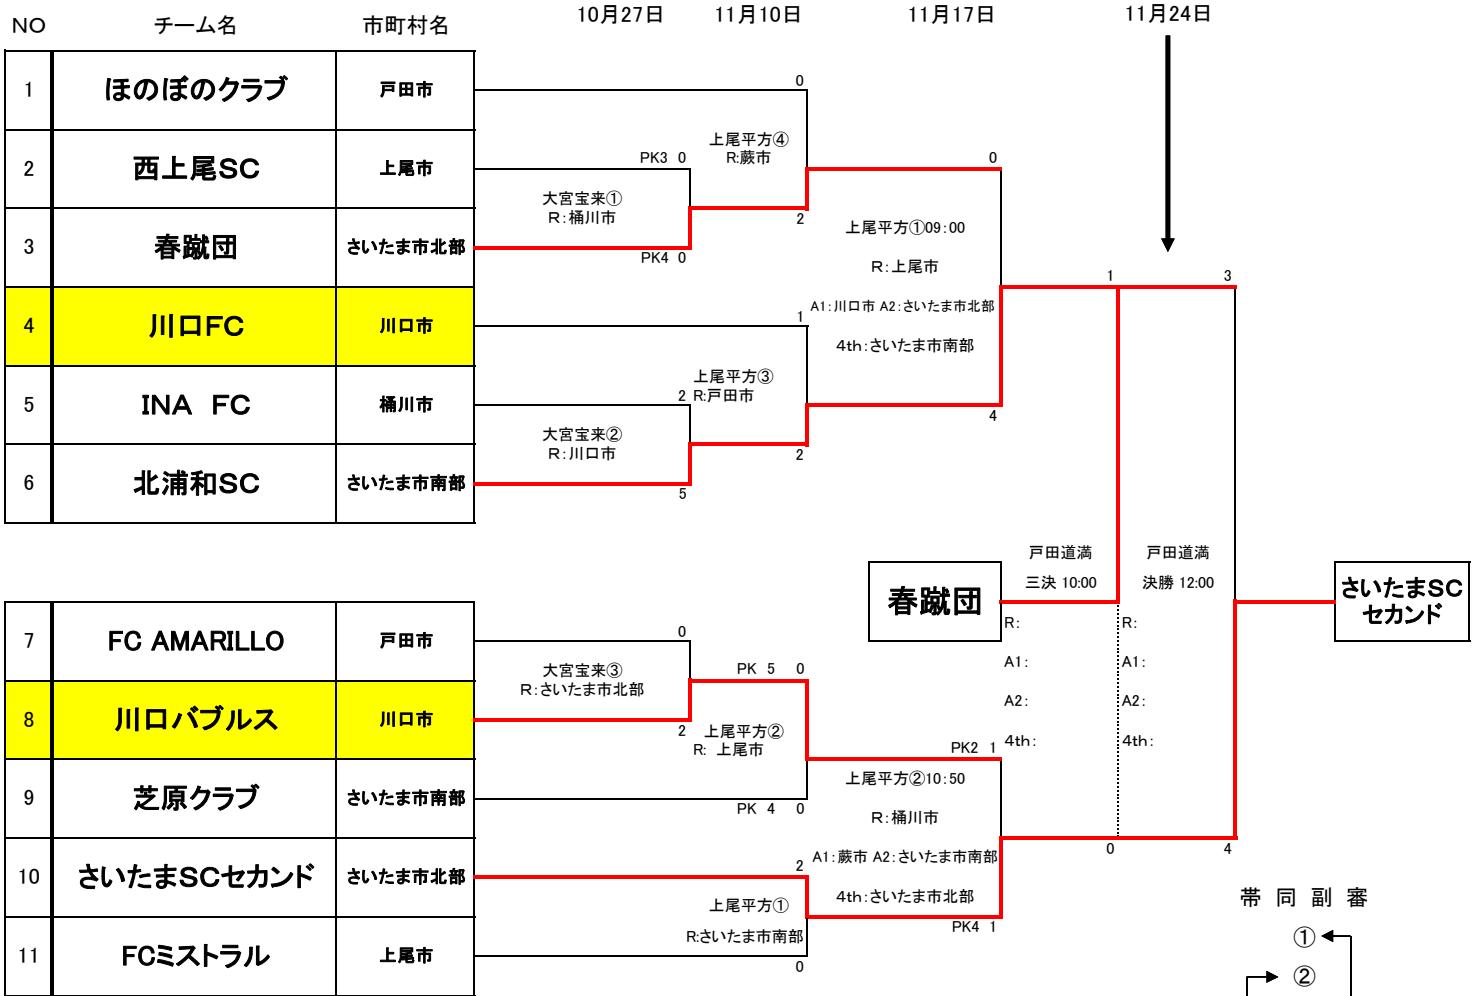 NO チーム名 市町村名 10月27日 11月10日 11月17日 11月24日
1 ほのぼのクラブ 戸田市
0
上尾平方④
R:蕨市
2 西上尾SC 上尾市
PK3 0
0
大宮宝来①
R:桶川市
2
3 春蹴団 さいたま市北部
PK4 0
上尾平方①09:00
R:上尾市
1 3
4 川口FC 川口市
1
A1:川口市 A2:さいたま市北部
4th:さいたま市南部
上尾平方③
R:戸田市
5 INA FC 桶川市
2
4
大宮宝来②
R:川口市
2
6 北浦和SC さいたま市南部
5
戸田道満
三決 10:00
戸田道満
決勝 12:00
春蹴団
さいたまSC
セカンド
R:
A1:
A2:
4th:
R:
A1:
A2:
4th:
7 FC AMARILLO 戸田市
0
大宮宝来③
R:さいたま市北部
PK 5 0
8 川口バブルス 川口市
2
上尾平方②
R: 上尾市
PK2 1
上尾平方②10:50
R:桶川市
9 芝原クラブ さいたま市南部
PK 4 0
A1:蕨市 A2:さいたま市南部
4th:さいたま市北部
0 4
10 さいたまSCセカンド さいたま市北部
2
上尾平方①
R:さいたま市南部
PK4 1
11 FCミストラル 上尾市
0
帯同副審
①
②